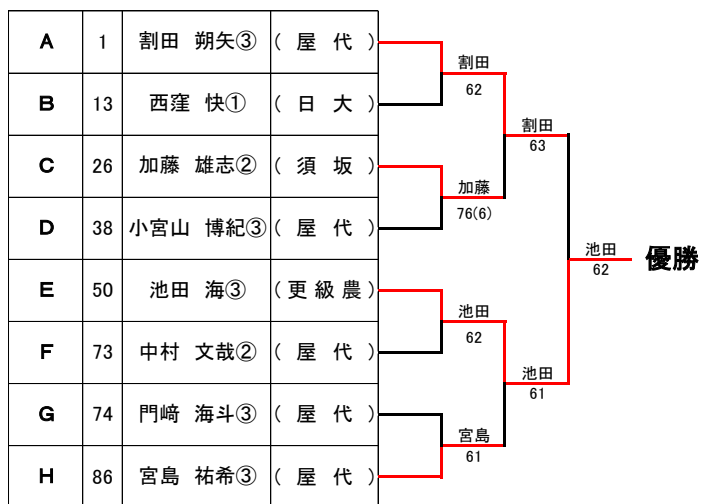 A 1 割田 朔矢③ ( 屋 代 )
割田
62
B 13 西窪 快① ( 日 大 )
割田
63
C 26 加藤 雄志② ( 須 坂 )
加藤
76(6)
D 38 小宮山 博紀③ ( 屋 代 )
池田
62
優勝
E 50 池田 海③ ( 更 級 農 )
池田
62
F 73 中村 文哉② ( 屋 代 )
池田
61
G 74 門﨑 海斗③ ( 屋 代 )
宮島
61
H 86 宮島 祐希③ ( 屋 代 )